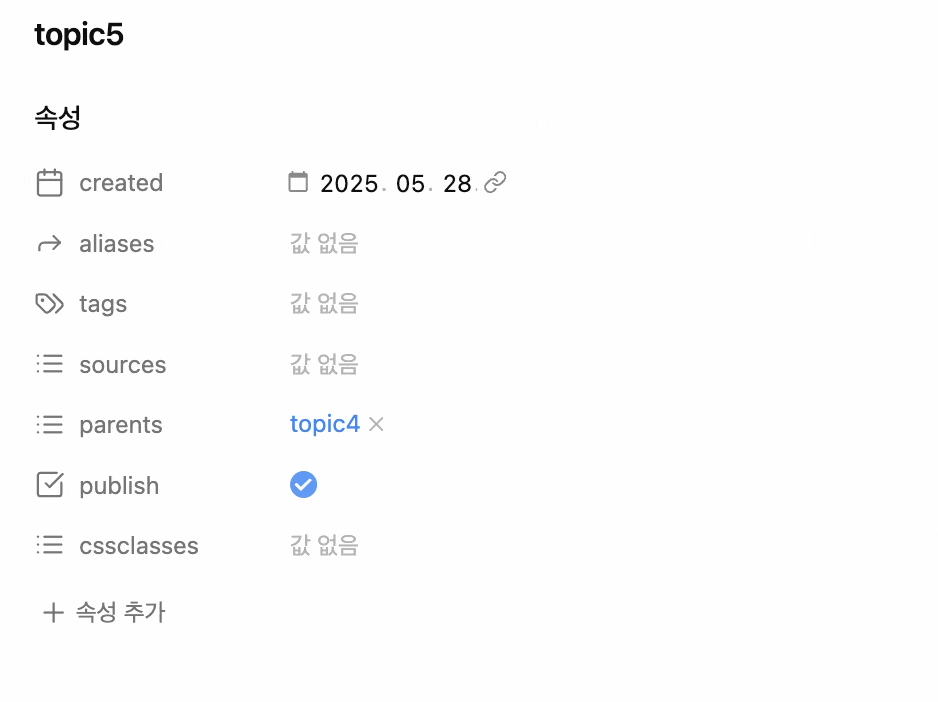 topic5
속성
created 2025. 05. 28.
aliases 값 없음
tags 값 없음
sources 값 없음
parents topic4
publish
cssclasses 값 없음
속성 추가